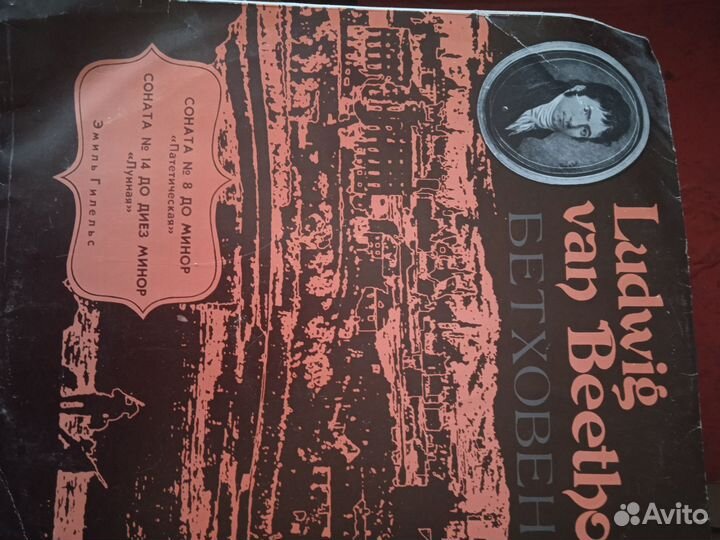 Ludwig
van Beetho
БЕТХОВЕН
СОНАТА № 8 ДО МИНОР
«Патетическая»
СОНАТА № 14 ДО ДИЕЗ МИНОР
«Лунная»
Эмиль Гилельс
Avito